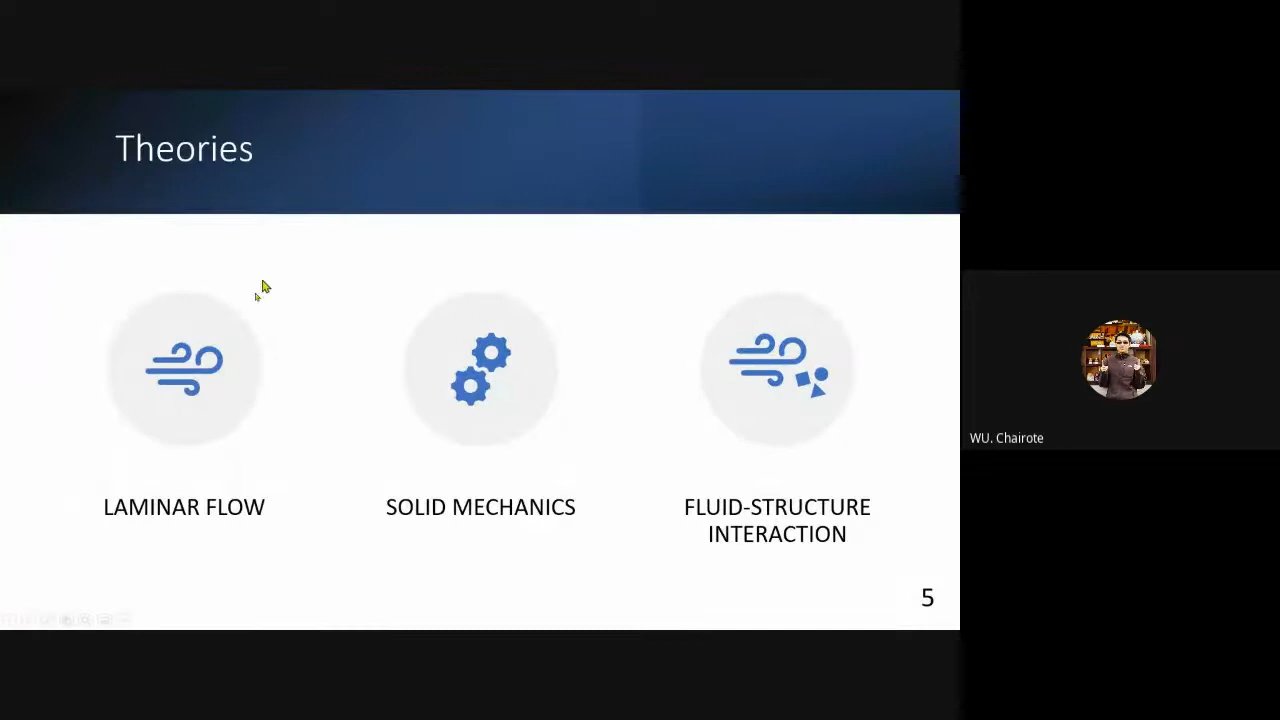 Theories
LAMINAR FLOW
SOLID MECHANICS
FLUID-STRUCTURE
INTERACTION
5
WU. Chairote